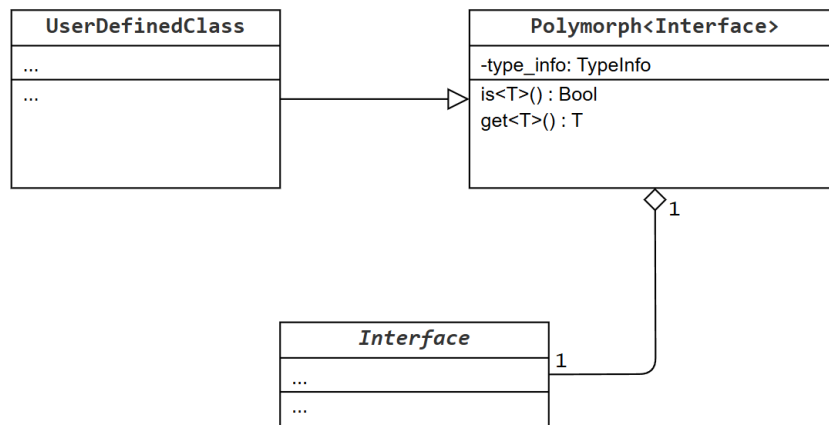 UserDefinedClass
...
...
Polymorph<Interface>
-type_info: TypeInfo
is<T>() : Bool
get<T>() : T
1
1
Interface
...
...